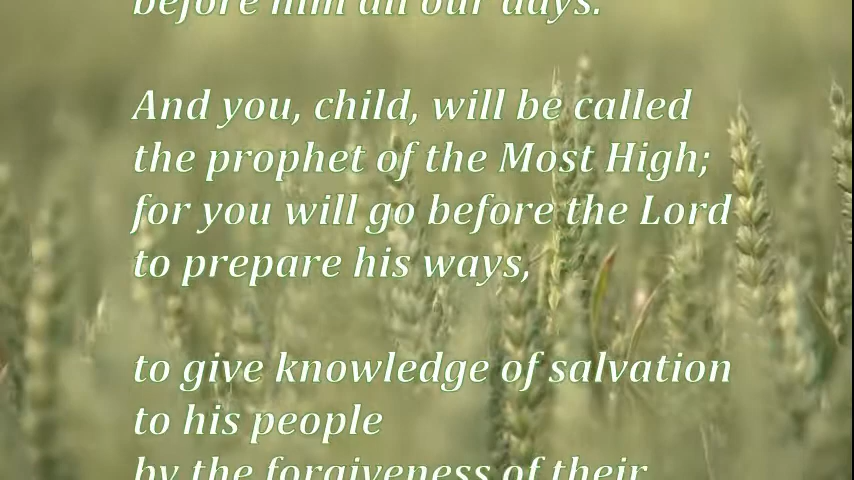 before him all our days.
And you, child, will be called
the prophet of the Most High;
for you will go before the Lord
to prepare his ways,
to give knowledge of salvation
to his people
by the forgiveness of their